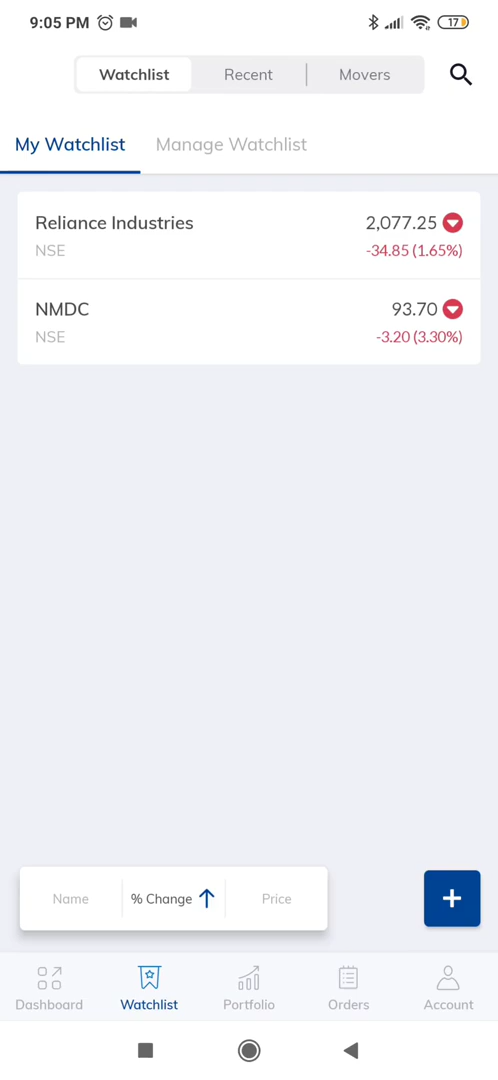 9:05 PM 17
Watchlist Recent Movers
My Watchlist Manage Watchlist
Reliance Industries 2,077.25
NSE -34.85 (1.65%)
NMDC 93.70
NSE -3.20 (3.30%)
Name % Change Price
Dashboard Watchlist Portfolio Orders Account